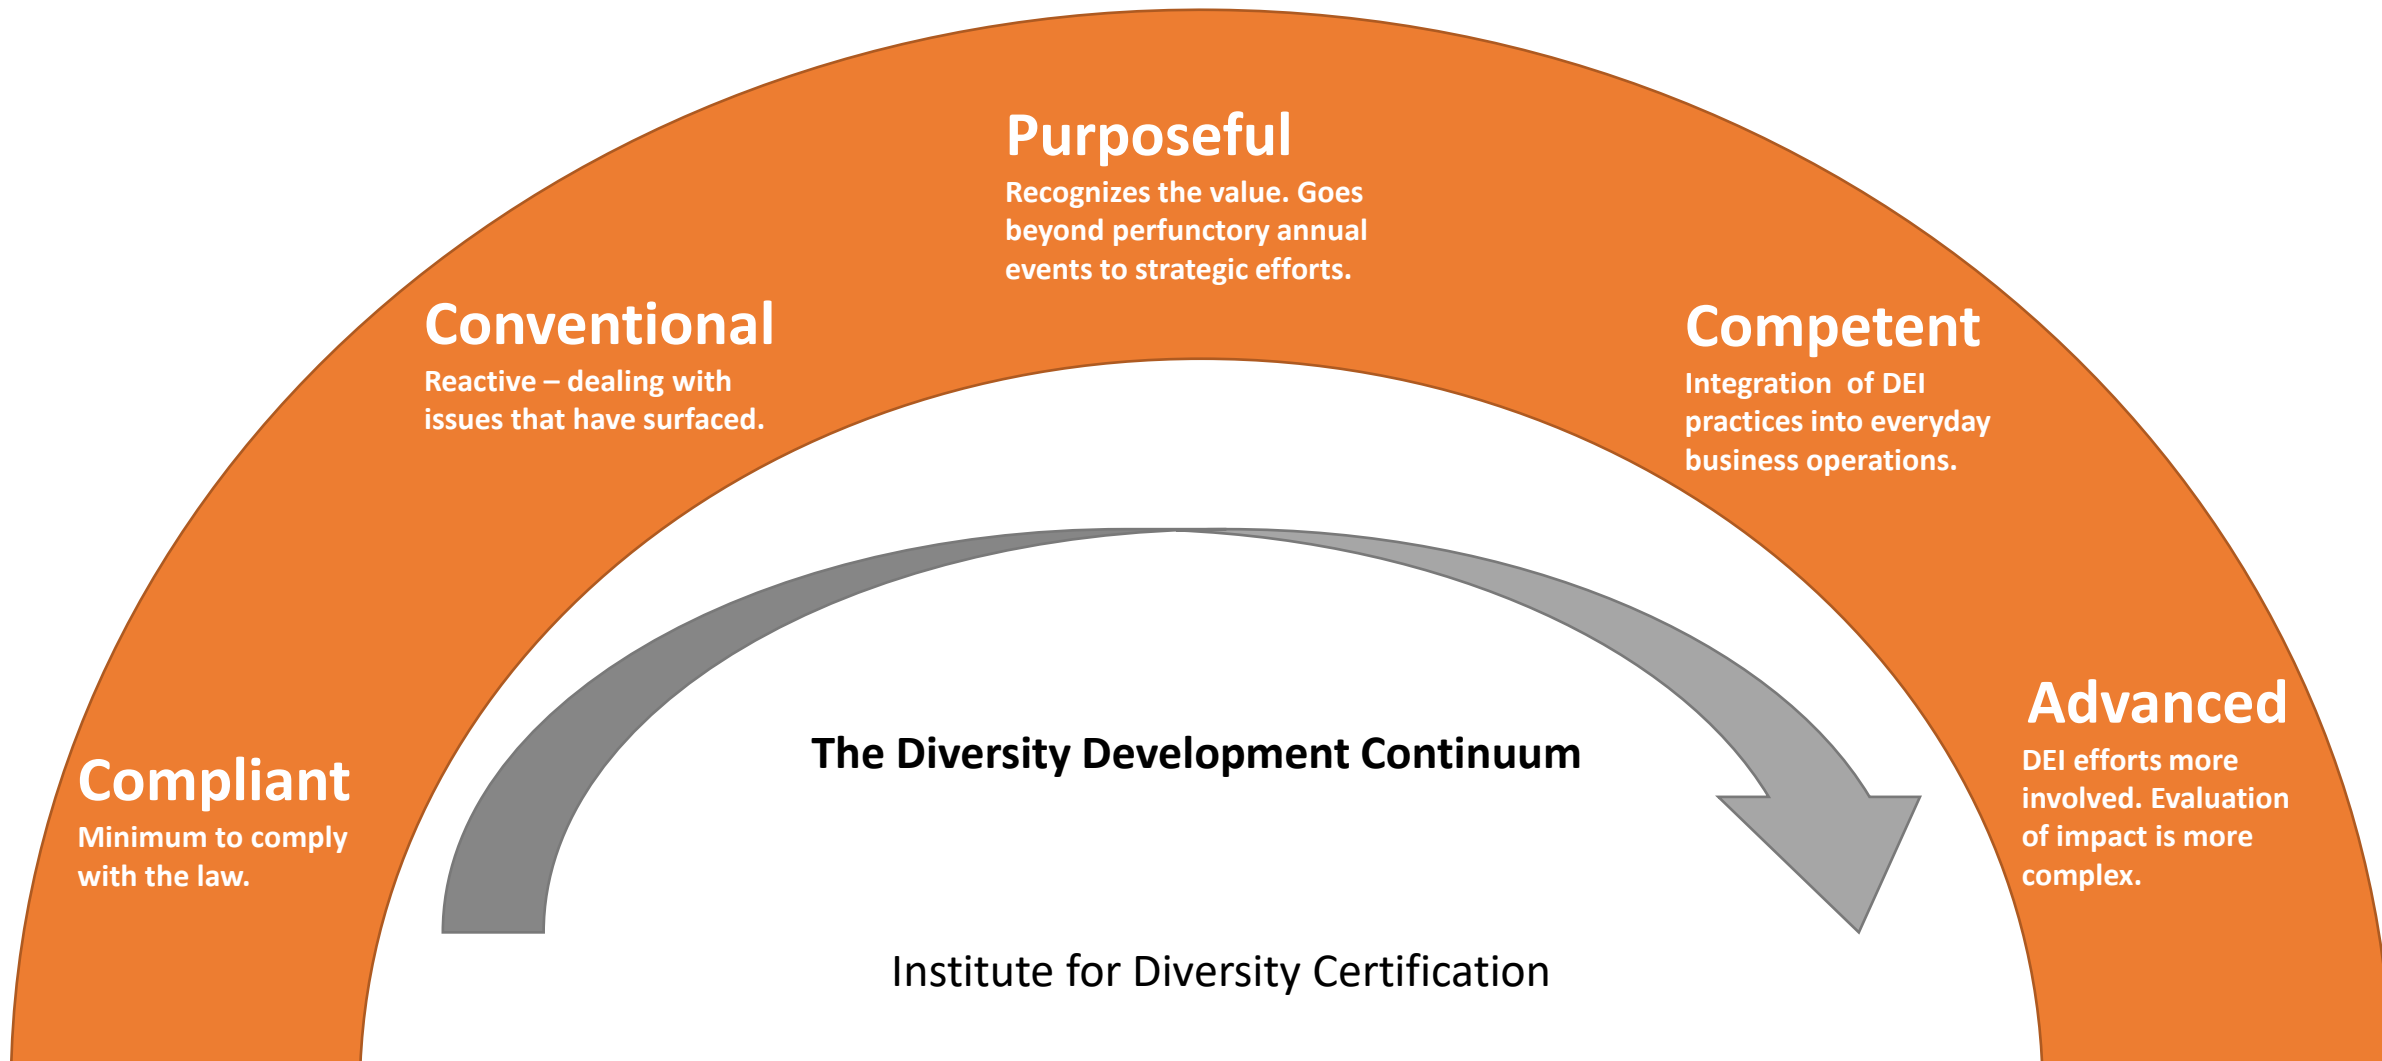 Compliant
Minimum to comply
with the law.
Conventional
Reactive – dealing with
issues that have surfaced.
Purposeful
Recognizes the value. Goes
beyond perfunctory annual
events to strategic efforts.
Competent
Integration  of DEI
practices into everyday
business operations.
Advanced
DEI efforts more
involved. Evaluation
of impact is more
complex.
The Diversity Development Continuum
Institute for Diversity Certification